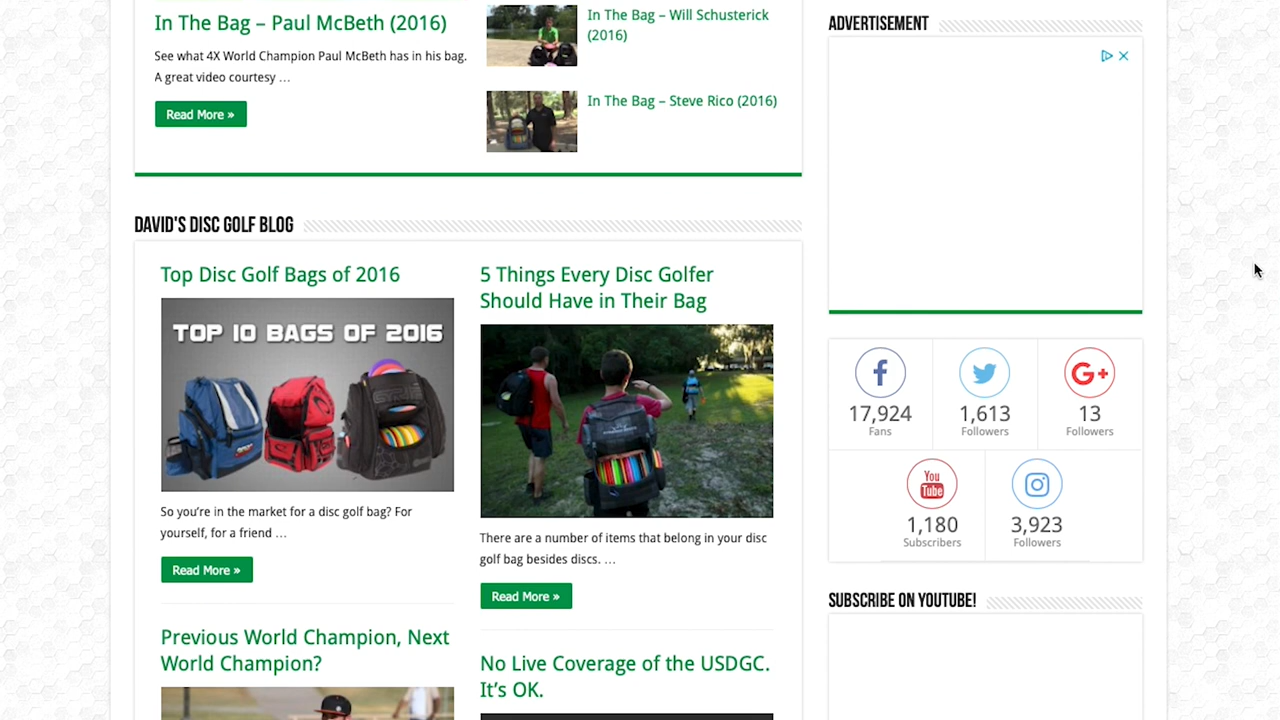 In The Bag – Paul McBeth (2016)
See what 4X World Champion Paul McBeth has in his bag.
A great video courtesy …
Read More »
In The Bag – Will Schusterick
(2016)
In The Bag – Steve Rico (2016)
DAVID'S DISC GOLF BLOG
Top Disc Golf Bags of 2016
TOP 10 BAGS OF 2016
So you're in the market for a disc golf bag? For
yourself, for a friend …
Read More »
5 Things Every Disc Golfer
Should Have in Their Bag
There are a number of items that belong in your disc
golf bag besides discs. …
Read More »
Previous World Champion, Next
World Champion?
No Live Coverage of the USDGC.
It's OK.
ADVERTISEMENT
17,924
Fans
1,613
Followers
G+
13
Followers
You
Tube
1,180
Subscribers
3,923
Followers
SUBSCRIBE ON YOUTUBE!